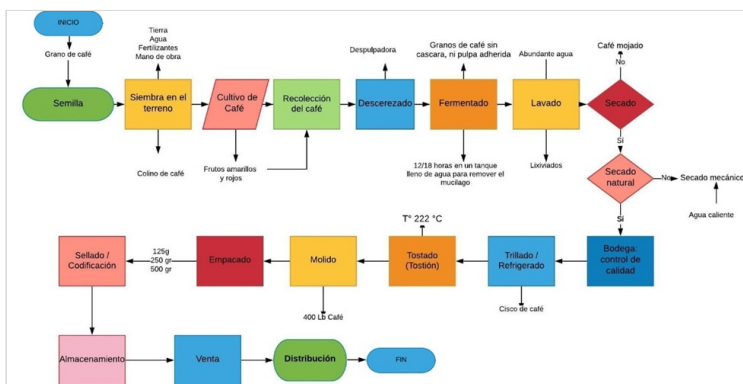 INICIO
Grano de café
Semilla
Tierra
Agua
Fertilizantes
Mano de obra
Siembra en el
terreno
Colino de café
Cultivo de
Café
Frutos amarillos
y rojos
Recolección
del café
Despulpadora
Descerezado
Granos de café sin
cascara, ni pulpa adherida
Fermentado
12/18 horas en un tanque
lleno de agua para remover el
mucilago
Abundante agua
Lavado
Lixiviados
Café mojado
No
Secado
Sí
Secado
natural
No
Secado mecánico
Agua caliente
Sí
Bodega:
control de
calidad
Trillado /
Refrigerado
Cisco de café
T° 222 °C
Tostado
(Tostión)
Molido
400 Lb Café
Empacado
125g
250 gr
500 gr
Sellado /
Codificación
Almacenamiento
Venta
Distribución
FIN